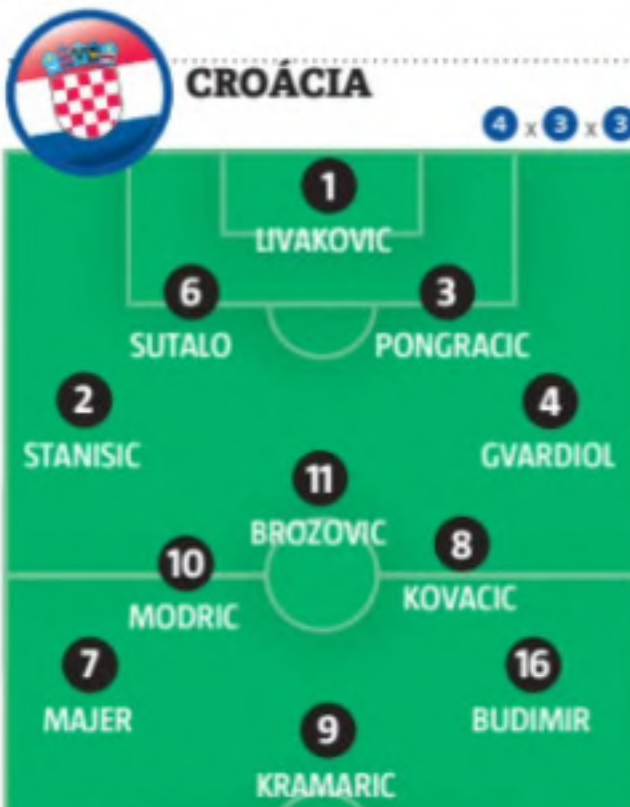 CROÁCIA
4 x 3 x 3
1
LIVAKOVIC
6
3
SUTALO
PONGRACIC
2
4
STANISIC
GVARDIOL
11
BROZOVIC
10
8
MODRIC
KOVACIC
7
16
MAJER
BUDIMIR
9
KRAMARIC